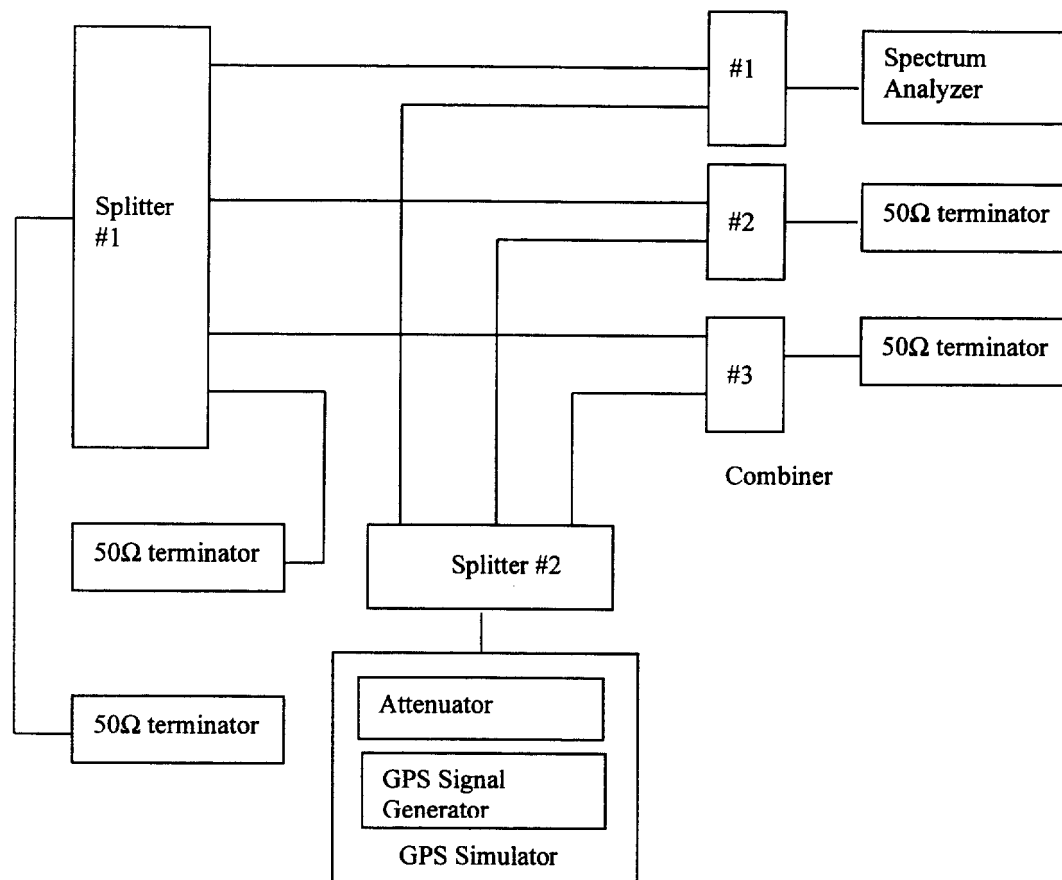 #1
Spectrum
Analyzer
Splitter
#1
#2
50Ω terminator
#3
50Ω terminator
Combiner
50Ω terminator
Splitter #2
50Ω terminator
Attenuator
GPS Signal
Generator
GPS Simulator